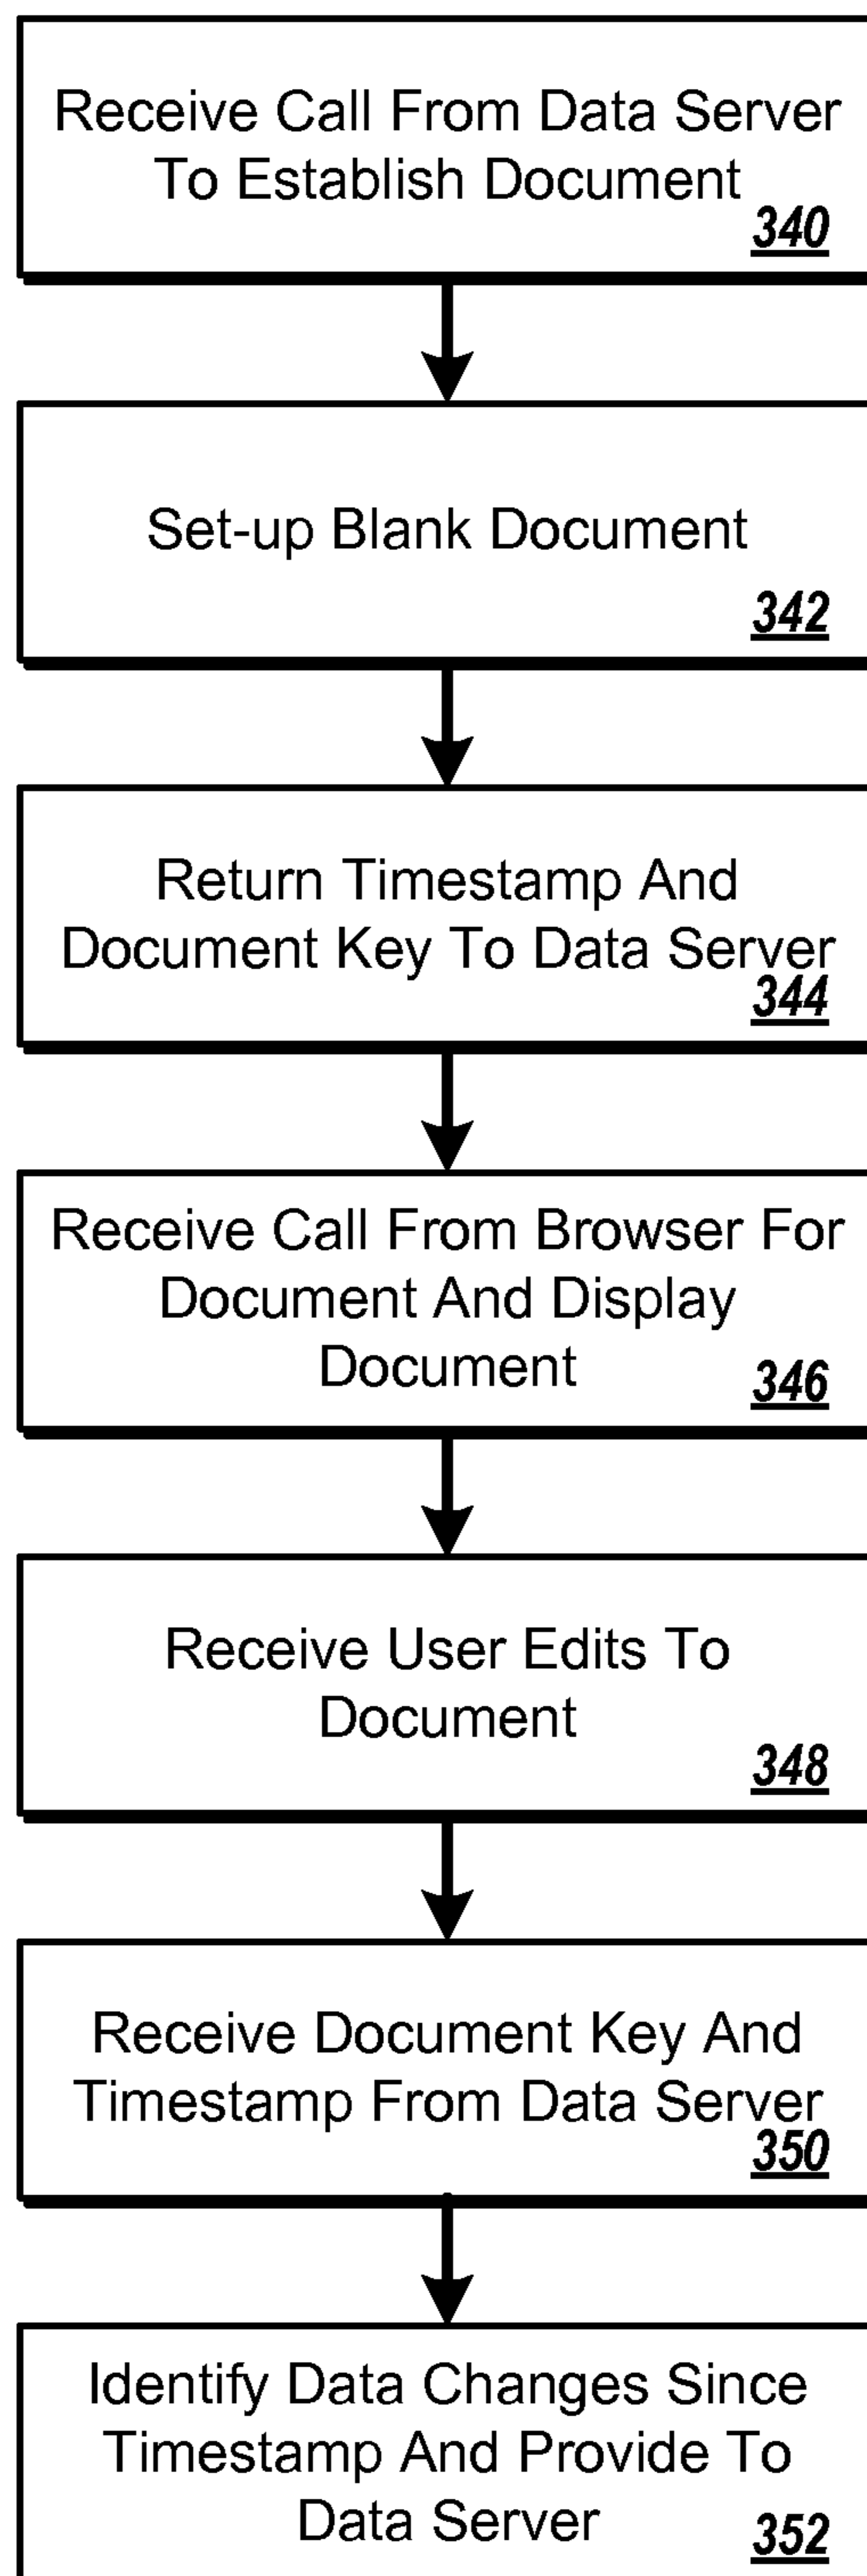 Receive Call From Data Server
To Establish Document
340
Set-up Blank Document
342
Return Timestamp And
Document Key To Data Server
344
Receive Call From Browser For
Document And Display
Document
346
Receive User Edits To
Document
348
Receive Document Key And
Timestamp From Data Server
350
Identify Data Changes Since
Timestamp And Provide To
Data Server
352